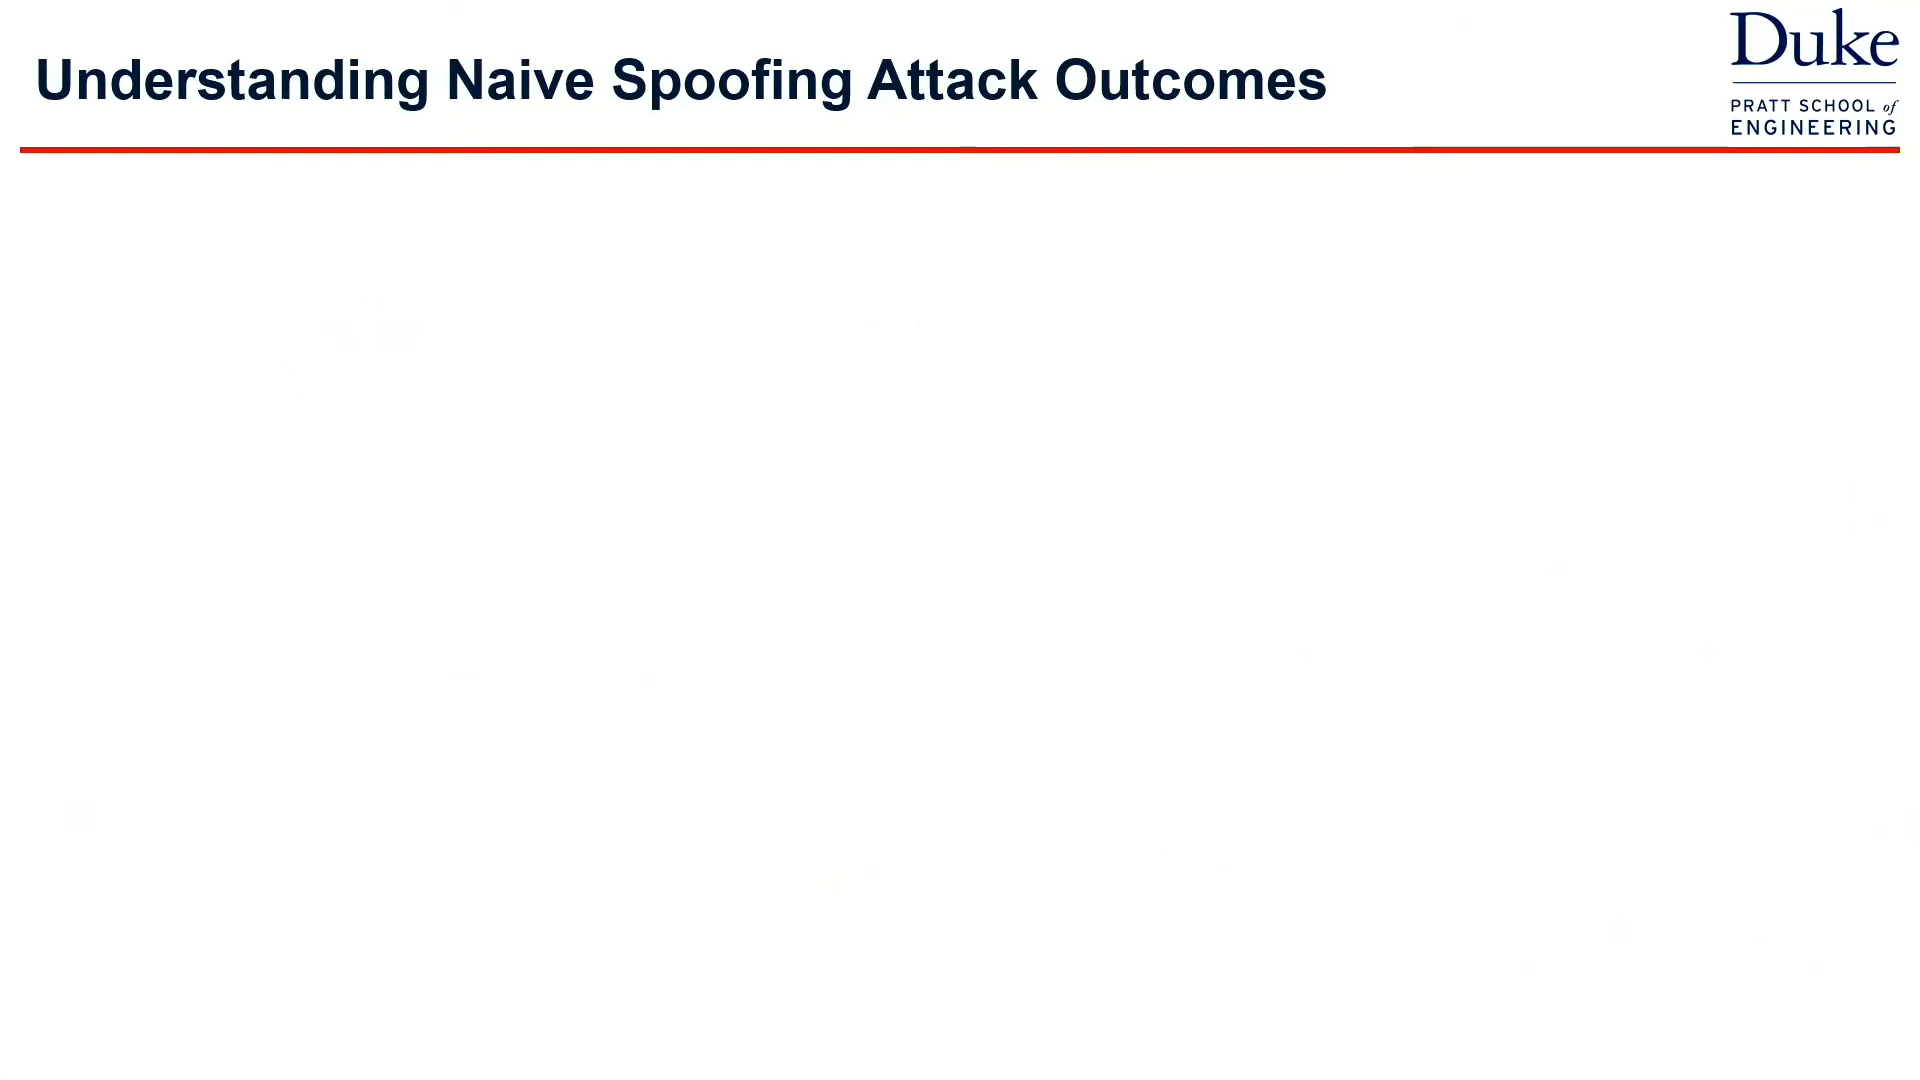 Understanding Naive Spoofing Attack Outcomes
Duke
PRATT SCHOOL of
ENGINEERING